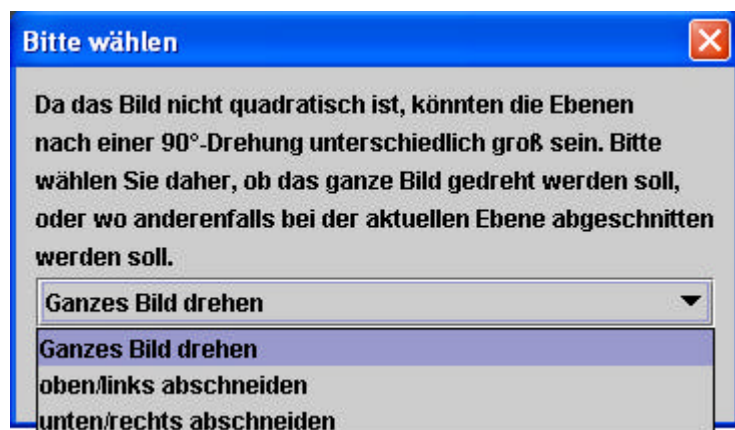 Bitte wählen
Da das Bild nicht quadratisch ist, könnten die Ebenen
nach einer 90°-Drehung unterschiedlich groß sein. Bitte
wählen Sie daher, ob das ganze Bild gedreht werden soll,
oder wo anderenfalls bei der aktuellen Ebene abgeschnitten
werden soll.
Ganzes Bild drehen
Ganzes Bild drehen
oben/links abschneiden
unten/rechts abschneiden